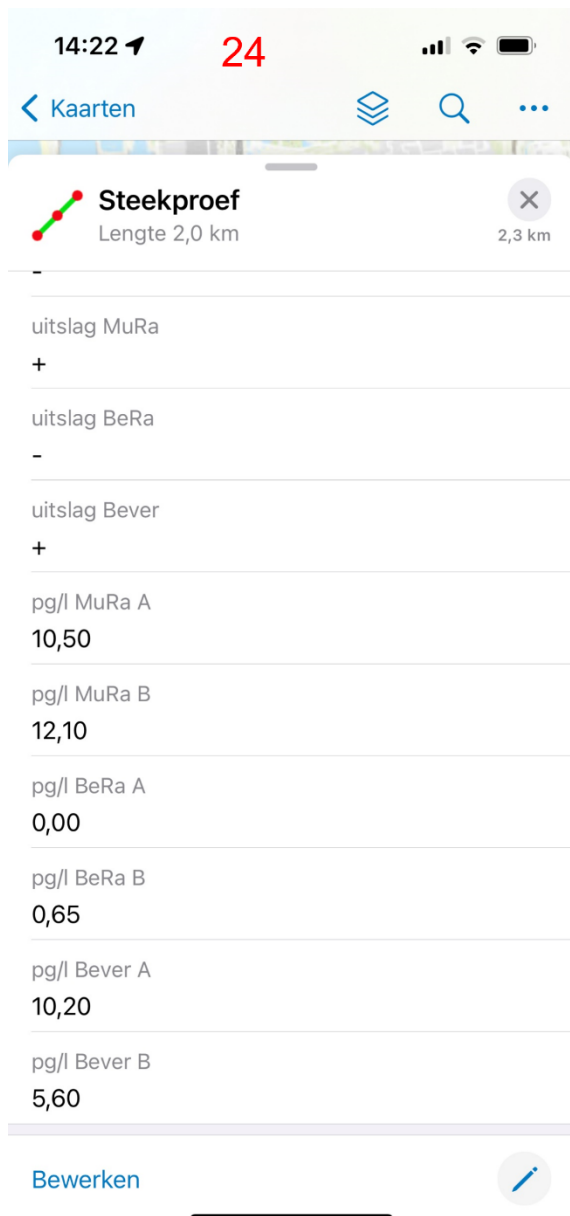 14:22
24
Kaarten
Steekproef
Lengte 2,0 km
2,3 km
-
uitslag MuRa
+
uitslag BeRa
-
uitslag Bever
+
pg/l MuRa A
10,50
pg/l MuRa B
12,10
pg/l BeRa A
0,00
pg/l BeRa B
0,65
pg/l Bever A
10,20
pg/l Bever B
5,60
Bewerken